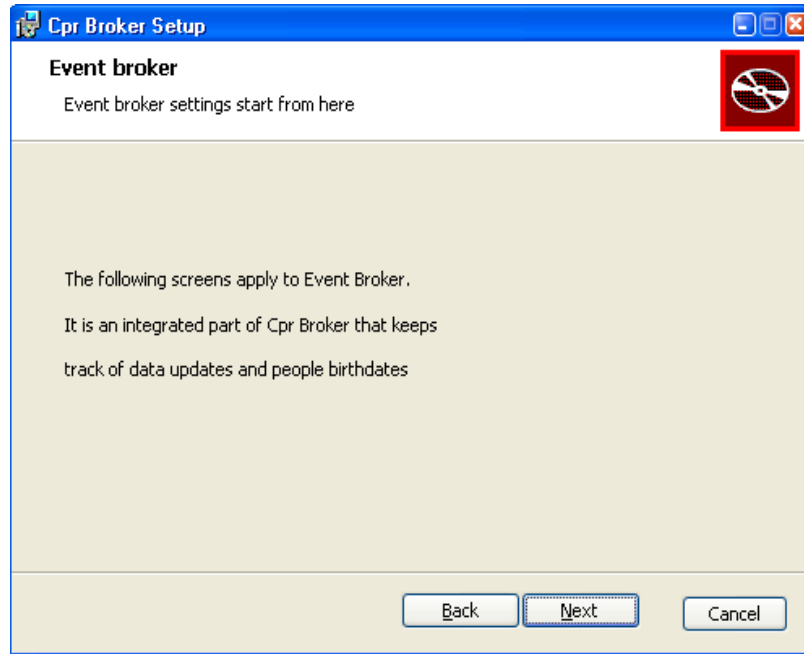 Cpr Broker Setup
Event broker
Event broker settings start from here
The following screens apply to Event Broker.
It is an integrated part of Cpr Broker that keeps
track of data updates and people birthdates
Back Next Cancel